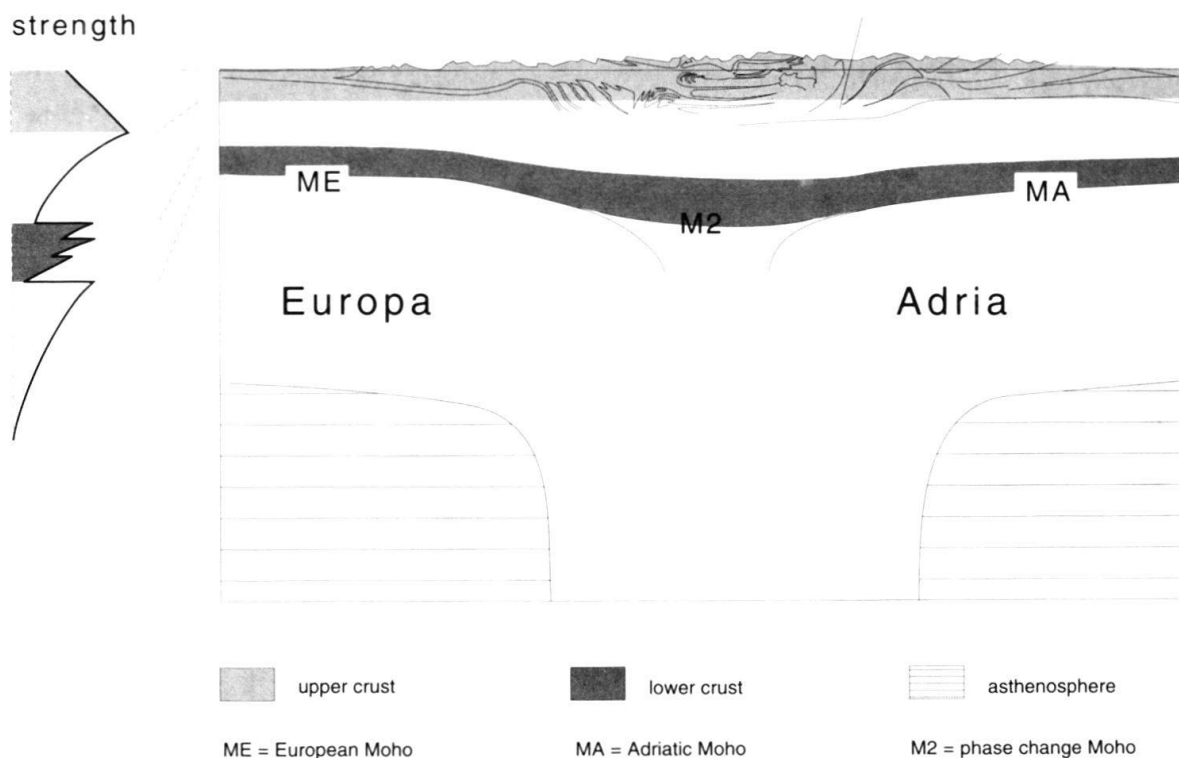 strength
ME
M2
MA
Europa
Adria
upper crust
lower crust
asthenosphere
ME = European Moho
MA = Adriatic Moho
M2 = phase change Moho